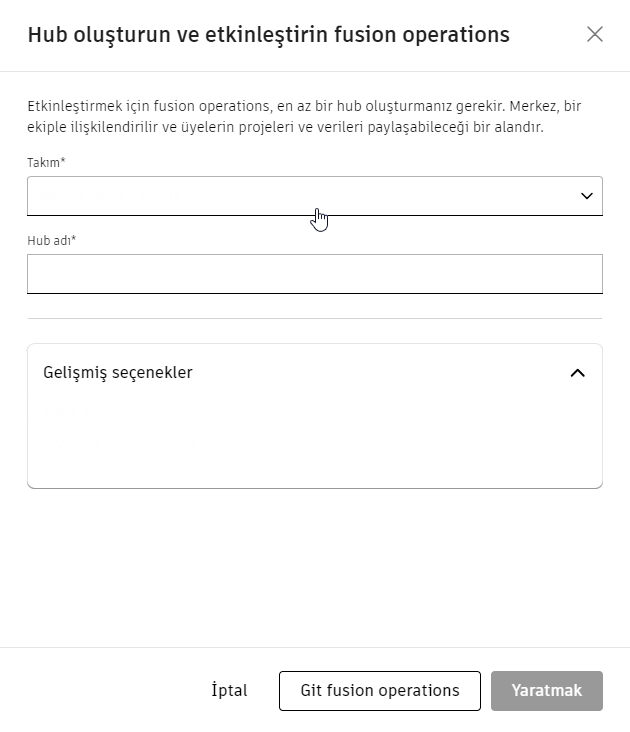 Hub oluşturun ve etkinleştirin fusion operations
Etkinleştirmek için fusion operations, en az bir hub oluşturmanız gerekir. Merkez, bir
ekiple ilişkilendirilir ve üyelerin projeleri ve verileri paylaşabileceği bir alandır.
Takım*
Hub adı*
Gelişmiş seçenekler
İptal
Git fusion operations
Yaratmak